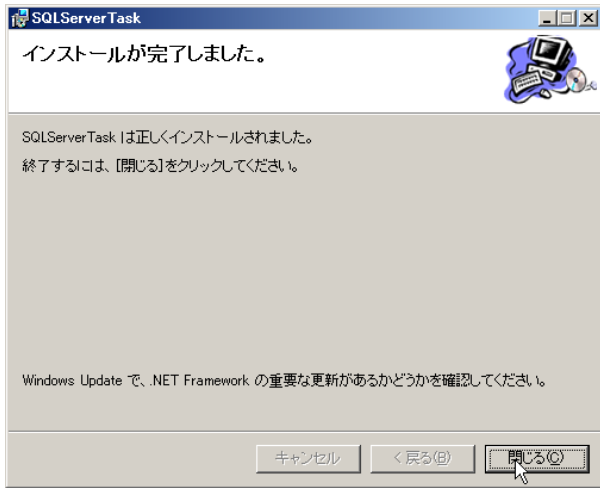 SQLServerTask
インストールが完了しました。
SQLServerTask は正しくインストールされました。
終了するには、[閉じる]をクリックしてください。
Windows Update で、.NET Framework の重要な更新があるかどうかを確認してください。
キャンセル
< 戻る(B)
閉じる(C)